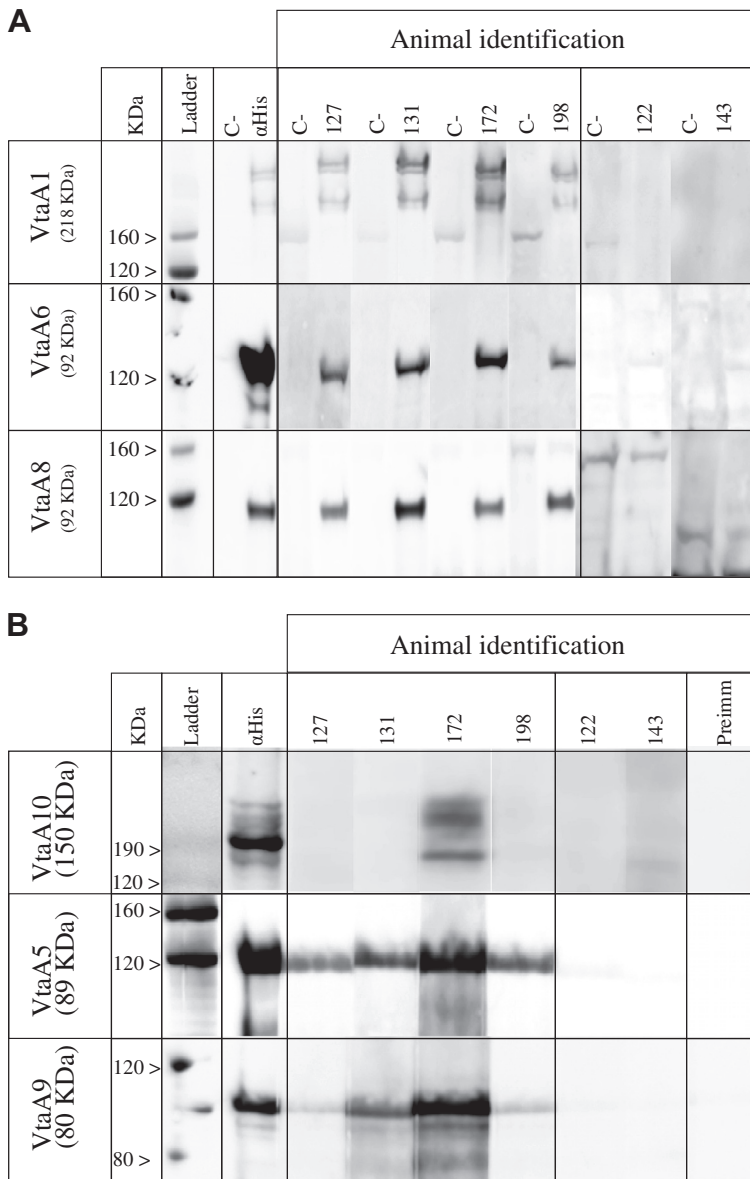 A
Animal identification
KDa
Ladder
C-
αHis
C-
127
C-
131
C-
172
C-
198
C-
122
C-
143
VtaA1
(218 KDa)
160 >
120 >
VtaA6
(92 KDa)
160 >
120 >
VtaA8
(92 KDa)
160 >
120 >
B
Animal identification
KDa
Ladder
αHis
127
131
172
198
122
143
Preimm
VtaA10
(150 KDa)
190 >
120 >
VtaA5
(89 KDa)
160 >
120 >
VtaA9
(80 KDa)
120 >
80 >